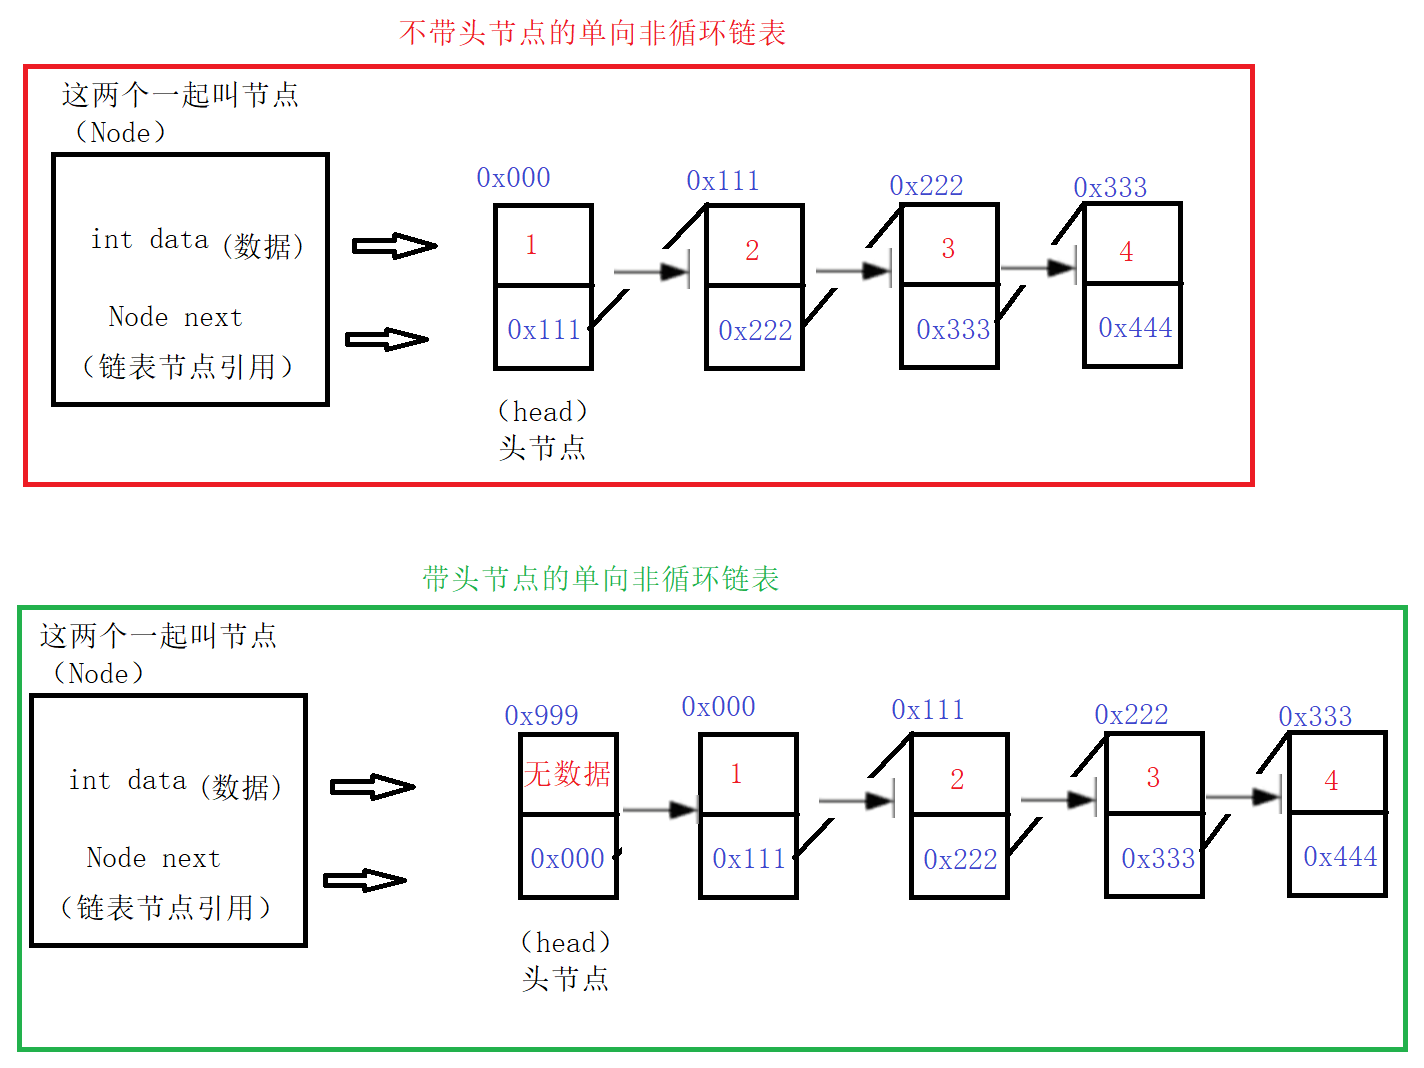 不带头节点的单向非循环链表
这两个一起叫节点
（Node）
int data (数据)
Node next
（链表节点引用）
0x000
0x111
0x222
0x333
1
2
3
4
0x111
0x222
0x333
0x444
（head）
头节点
带头节点的单向非循环链表
这两个一起叫节点
（Node）
int data (数据)
Node next
（链表节点引用）
0x999
0x000
0x111
0x222
0x333
无数据
1
2
3
4
0x000
0x111
0x222
0x333
0x444
（head）
头节点